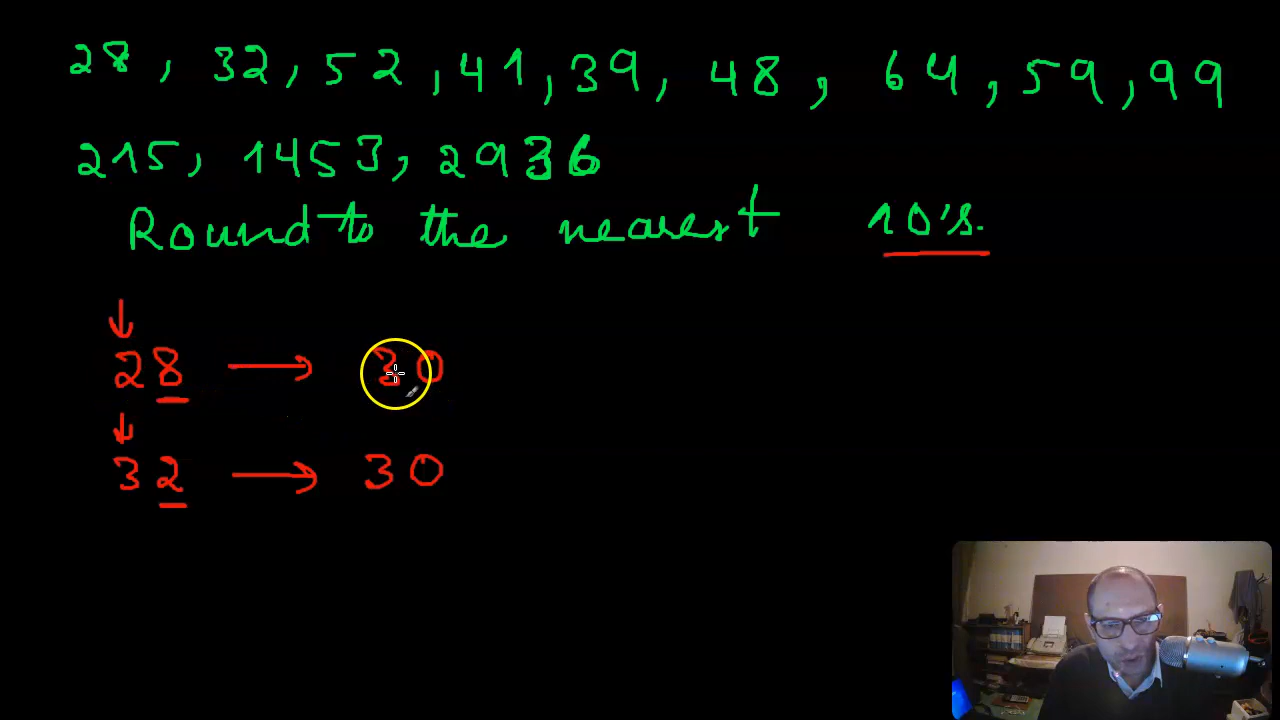 28, 32, 52, 41, 39, 48, 64, 59, 99
215, 1453, 2936
Round to the nearest 10's.
28 → 30
32 → 30